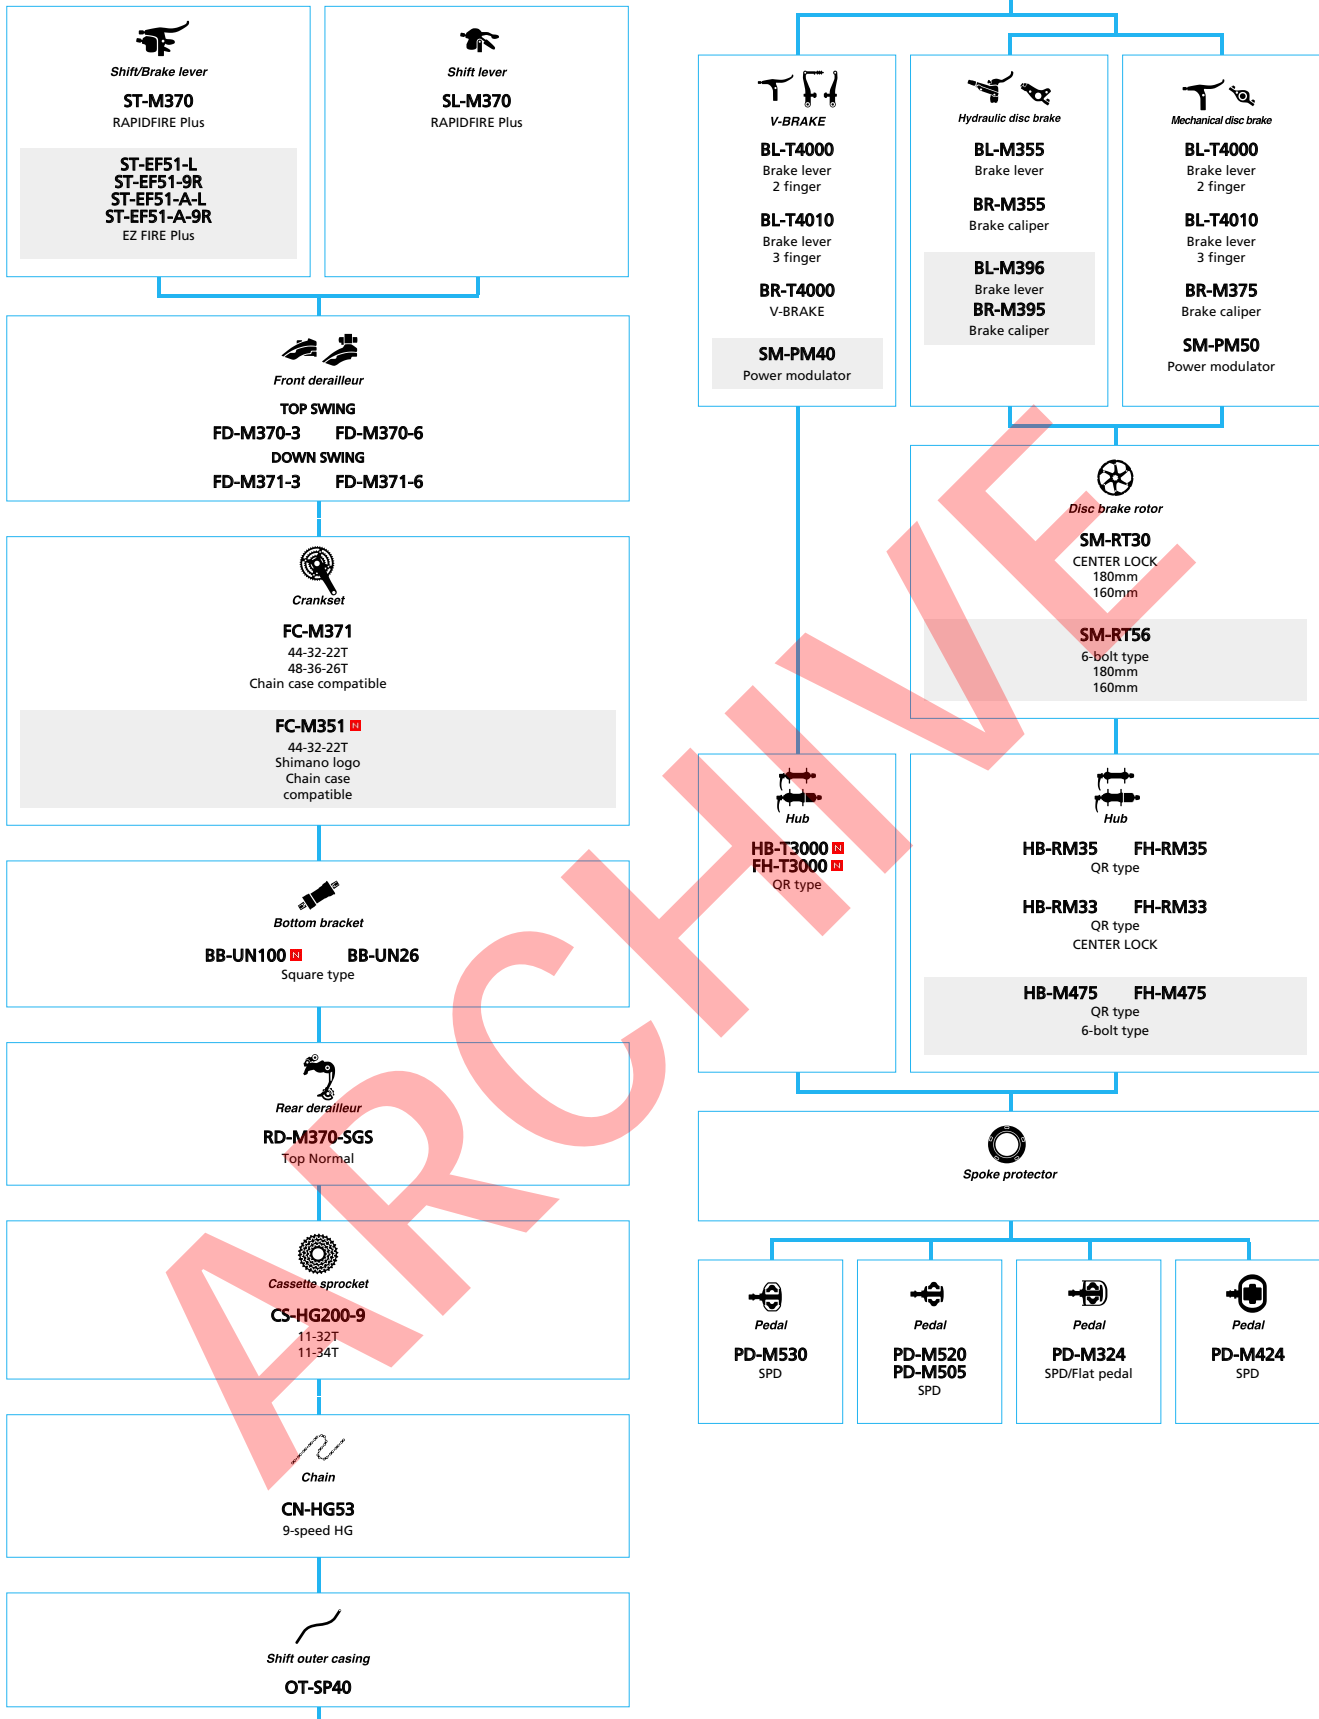 Shift/Brake lever
ST-M370
RAPIDFIRE Plus
ST-EF51-L
ST-EF51-9R
ST-EF51-A-L
ST-EF51-A-9R
EZ FIRE Plus
Shift lever
SL-M370
RAPIDFIRE Plus
Front derailleur
TOP SWING
FD-M370-3 FD-M370-6
DOWN SWING
FD-M371-3 FD-M371-6
Crankset
FC-M371
44-32-22T
48-36-26T
Chain case compatible
FC-M351 N
44-32-22T
Shimano logo
Chain case
compatible
Bottom bracket
BB-UN100 N BB-UN26
Square type
Rear derailleur
RD-M370-SGS
Top Normal
Cassette sprocket
CS-HG200-9
11-32T
11-34T
Chain
CN-HG53
9-speed HG
Shift outer casing
OT-SP40
V-BRAKE
BL-T4000
Brake lever
2 finger
BL-T4010
Brake lever
3 finger
BR-T4000
V-BRAKE
SM-PM40
Power modulator
Hydraulic disc brake
BL-M355
Brake lever
BR-M355
Brake caliper
BL-M396
Brake lever
BR-M395
Brake caliper
Mechanical disc brake
BL-T4000
Brake lever
2 finger
BL-T4010
Brake lever
3 finger
BR-M375
Brake caliper
SM-PM50
Power modulator
Disc brake rotor
SM-RT30
CENTER LOCK
180mm
160mm
SM-RT56
6-bolt type
180mm
160mm
Hub
HB-T3000 N
FH-T3000 N
QR type
Hub
HB-RM35 FH-RM35
QR type
HB-RM33 FH-RM33
QR type
CENTER LOCK
HB-M475 FH-M475
QR type
6-bolt type
Spoke protector
Pedal
PD-M530
SPD
Pedal
PD-M520
PD-M505
SPD
Pedal
PD-M324
SPD/Flat pedal
Pedal
PD-M424
SPD
ARCHIVE